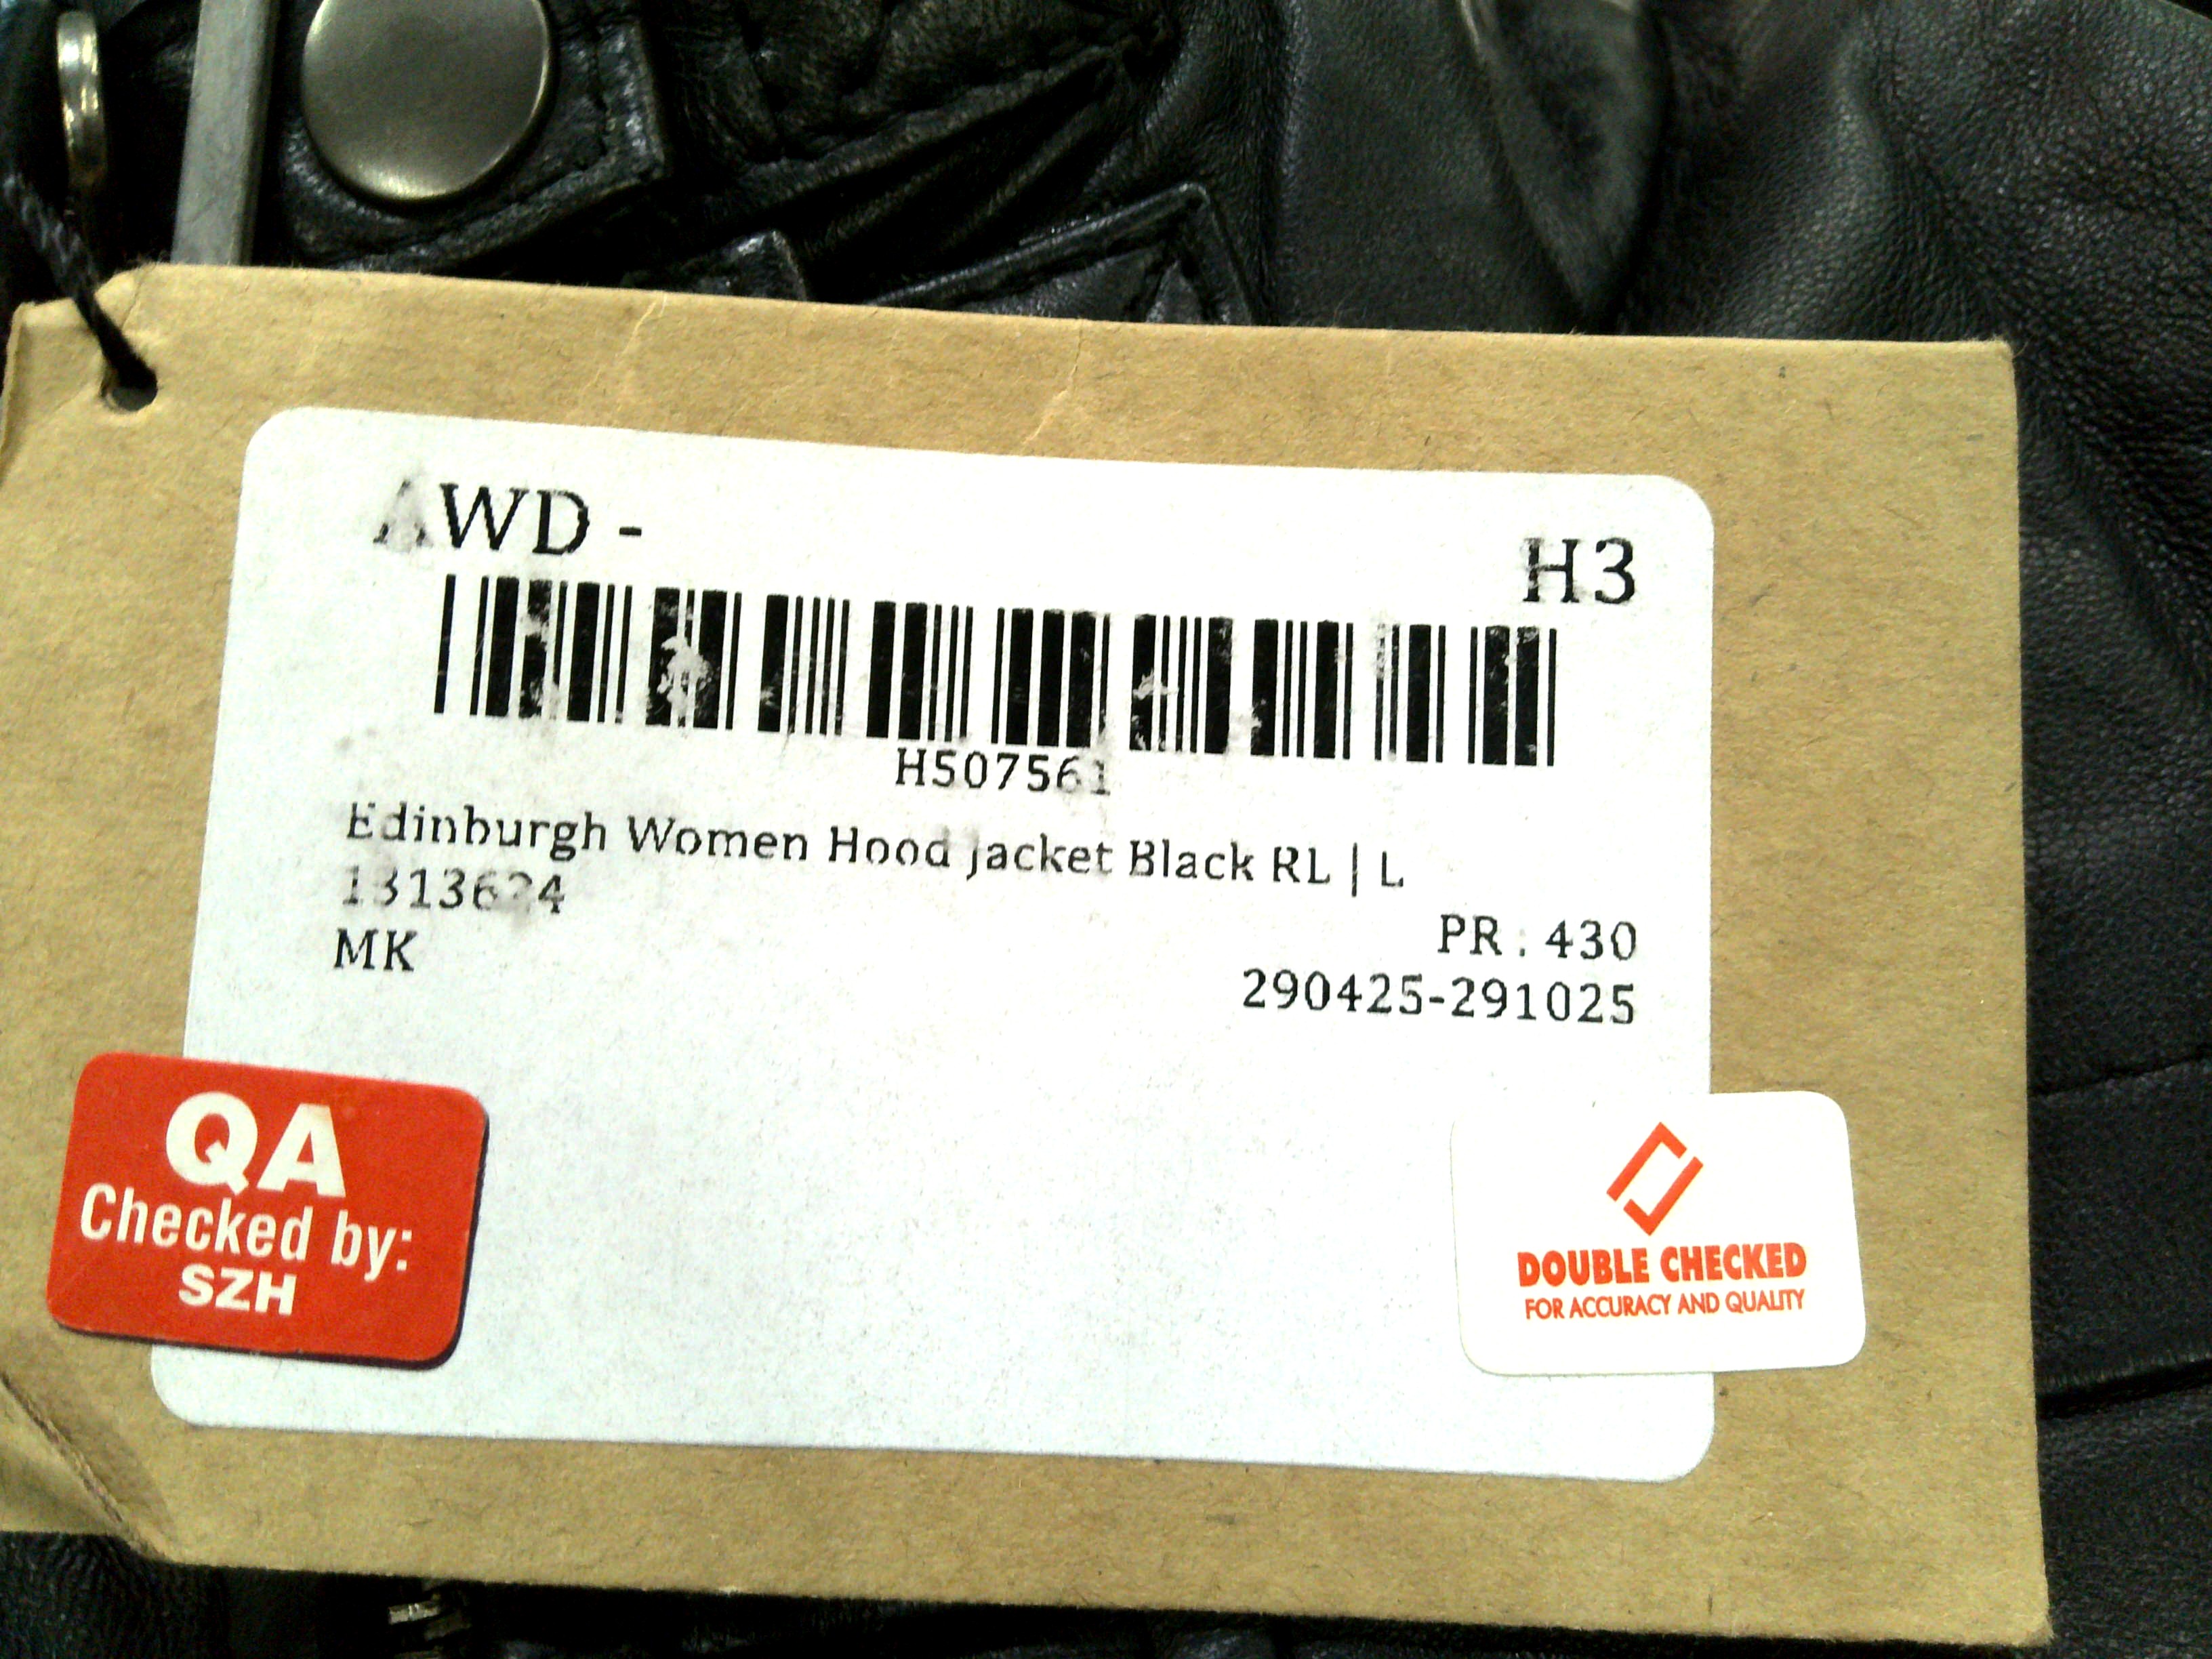 AWD -
H3
H507561
Edinburgh Women Hood Jacket Black RL | L
PR : 430
MK
290425-291025
QA
Checked by:
SZH
DOUBLE CHECKED
FOR ACCURACY AND QUALITY